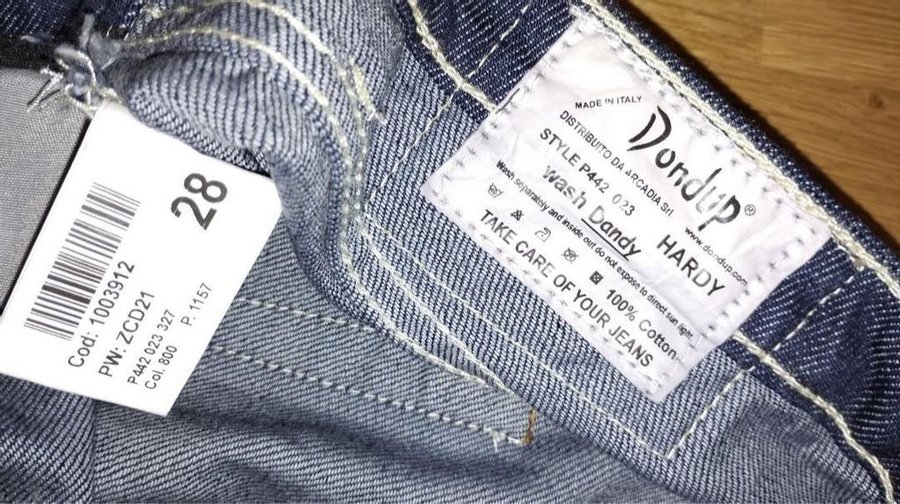 28
Cod: 1003912
PW: ZCD21
P442 023 327
Col. 800 P. 1157
MADE IN ITALY
Dondup®
DISTRIBUITO DA ARCADIA Srl
www.dondup.com
STYLE P442 023 HARDY
wash Dandy
Wash separately and inside out do not expose to direct sun light
100% Cotton
TAKE CARE OF YOUR JEANS